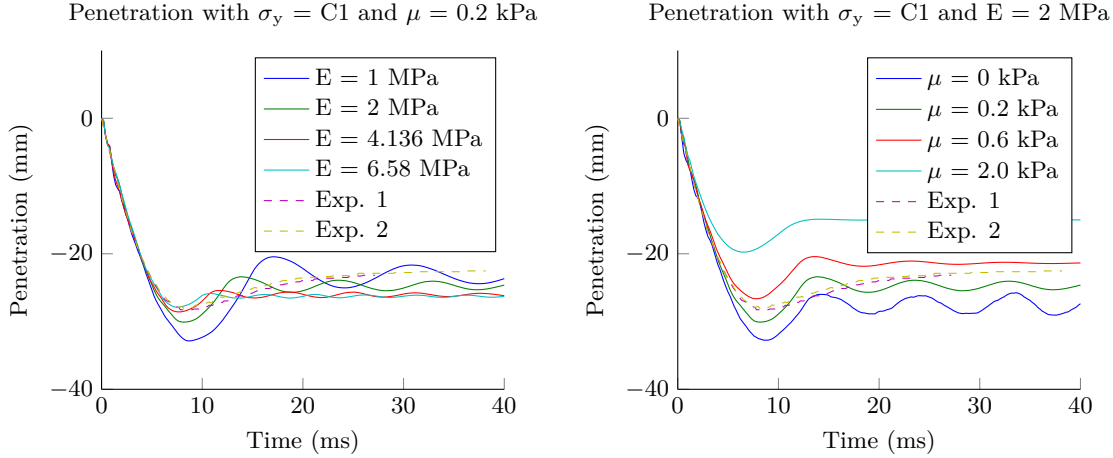 Penetration with σy = C1 and μ = 0.2 kPa
E = 1 MPa
E = 2 MPa
E = 4.136 MPa
E = 6.58 MPa
Exp. 1
Exp. 2
0
−20
−40
Penetration (mm)
0 10 20 30 40
Time (ms)
Penetration with σy = C1 and E = 2 MPa
μ = 0 kPa
μ = 0.2 kPa
μ = 0.6 kPa
μ = 2.0 kPa
Exp. 1
Exp. 2
0
−20
−40
Penetration (mm)
0 10 20 30 40
Time (ms)